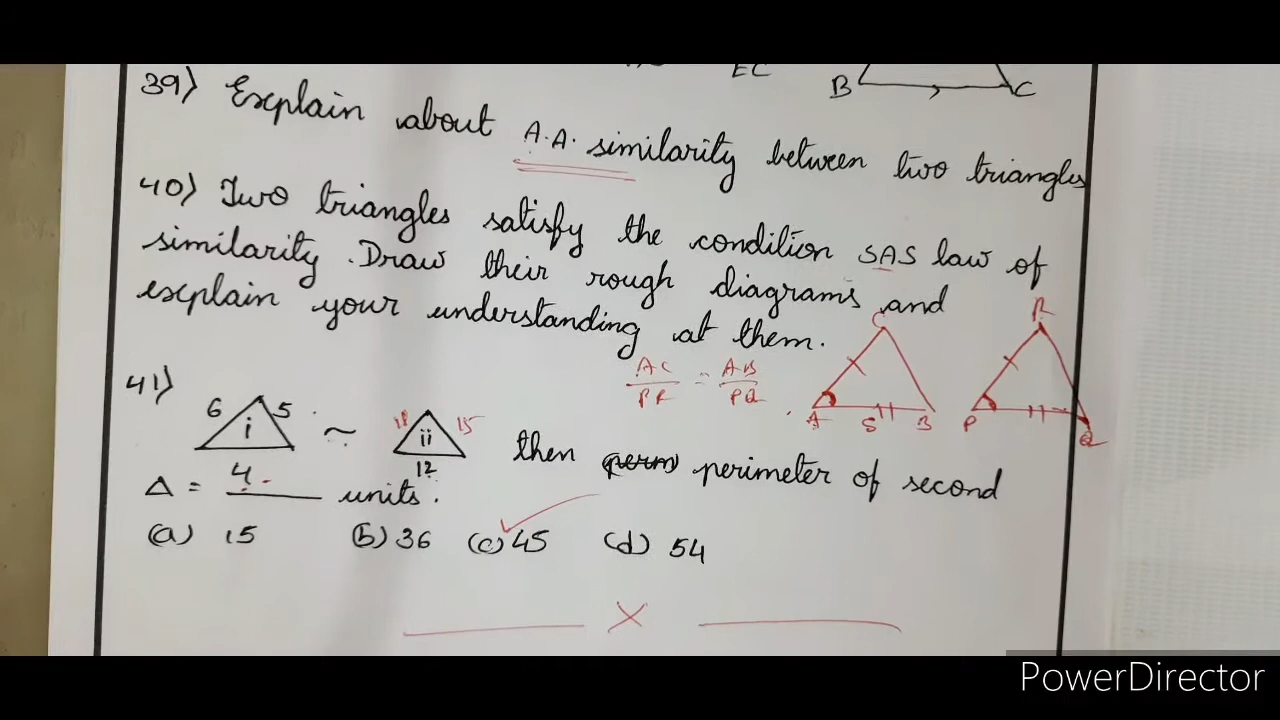 EC
B C
39) Explain about A.A. similarity between two triangles
40) Two triangles satisfy the condition SAS law of
similarity. Draw their rough diagrams and
explain your understanding at them.
AC/PR = AB/PQ
C R
A S B P Q
41)
6 5 i 4 ~ 18 15 ii 12 then perimeter of second
Δ = ____ units.
(a) 15 (b) 36 (c) 45 (d) 54
X
PowerDirector